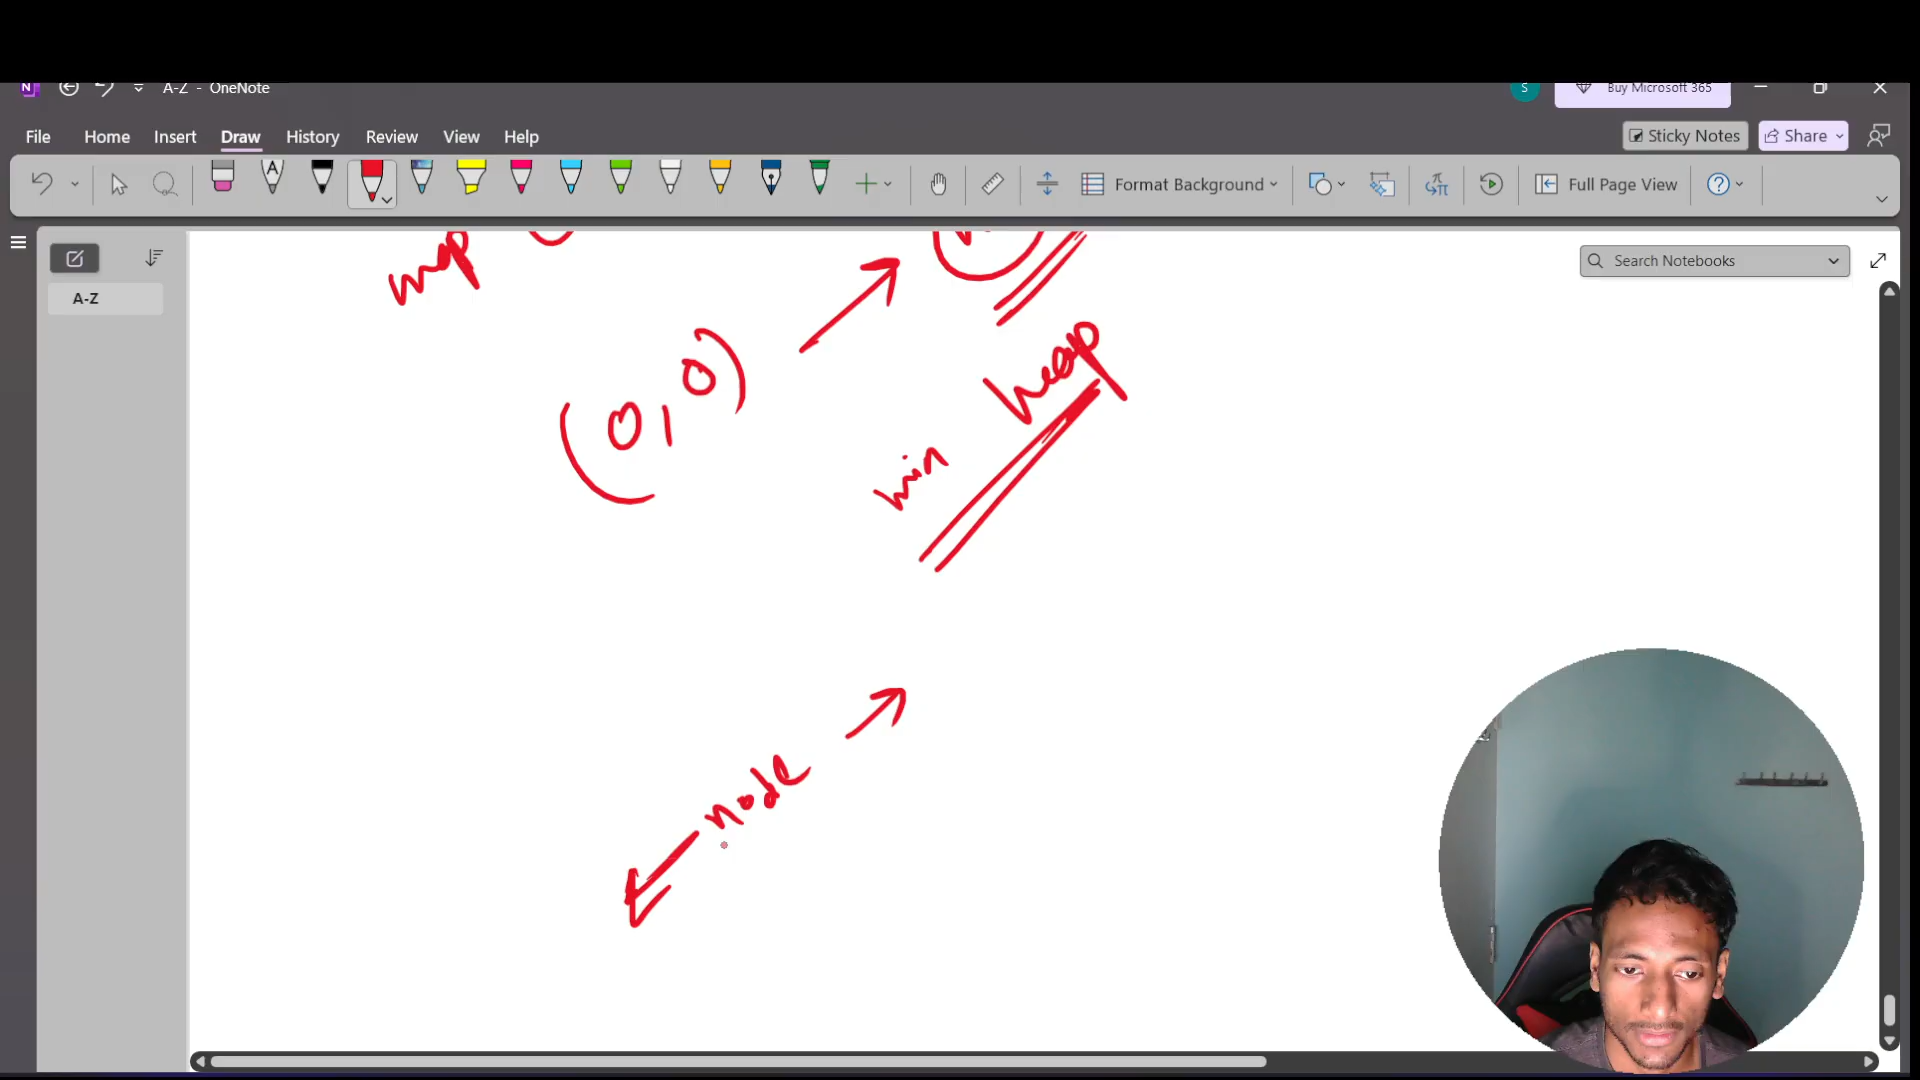 A-Z - OneNote
S
Buy Microsoft 365
File Home Insert Draw History Review View Help
Sticky Notes
Share
Format Background
Full Page View
A-Z
Search Notebooks
map
(0,0)
min heap
node